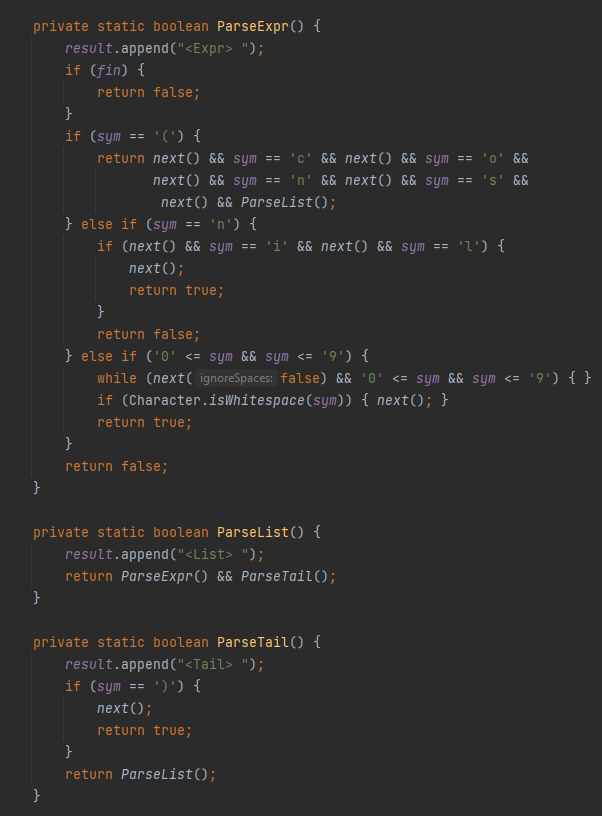 private static boolean ParseExpr() {
    result.append("<Expr> ");
    if (fin) {
        return false;
    }
    if (sym == '(') {
        return next() && sym == 'c' && next() && sym == 'o' &&
               next() && sym == 'n' && next() && sym == 's' &&
                next() && ParseList();
    } else if (sym == 'n') {
        if (next() && sym == 'i' && next() && sym == 'l') {
            next();
            return true;
        }
        return false;
    } else if ('0' <= sym && sym <= '9') {
        while (next( ignoreSpaces: false) && '0' <= sym && sym <= '9') { }
        if (Character.isWhitespace(sym)) { next(); }
        return true;
    }
    return false;
}

private static boolean ParseList() {
    result.append("<List> ");
    return ParseExpr() && ParseTail();
}

private static boolean ParseTail() {
    result.append("<Tail> ");
    if (sym == ')') {
        next();
        return true;
    }
    return ParseList();
}